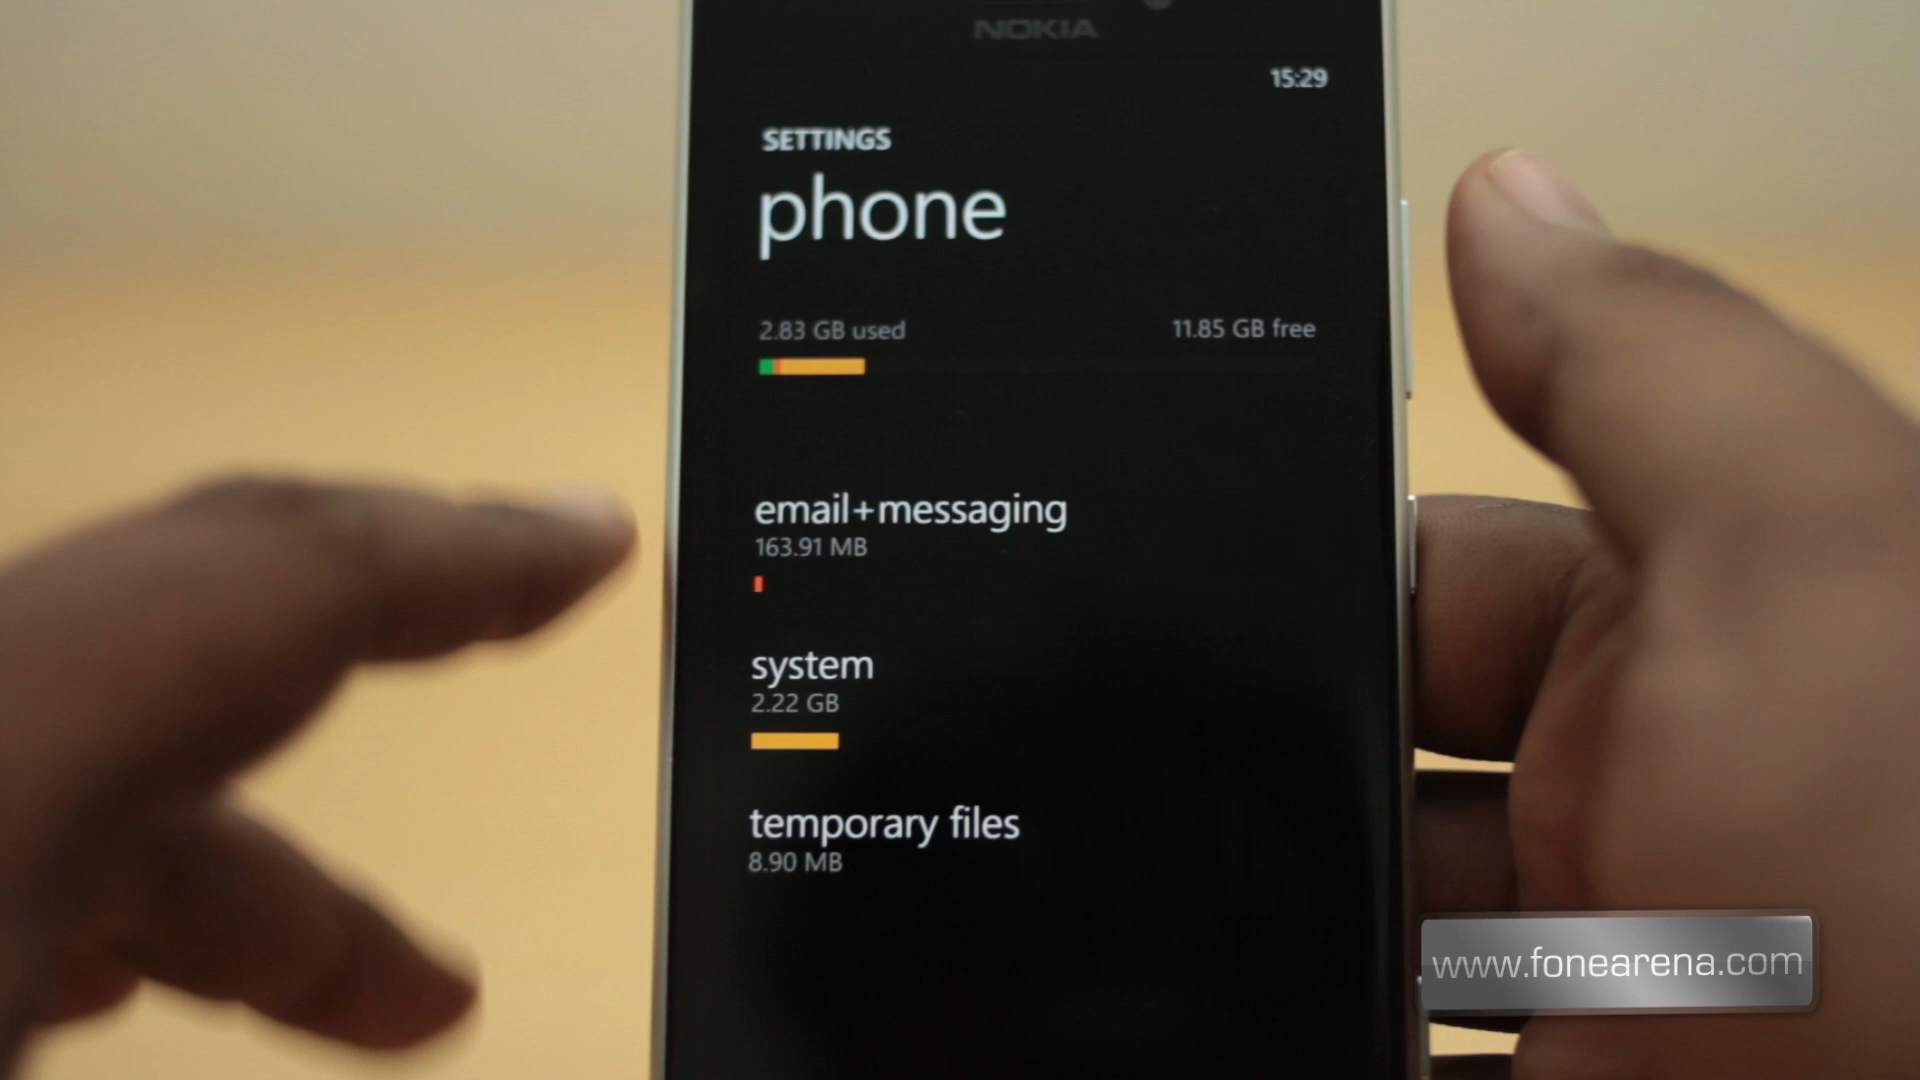 NOKIA
15:29
SETTINGS
phone
2.83 GB used 11.85 GB free
email+messaging
163.91 MB
system
2.22 GB
temporary files
8.90 MB
www.fonearena.com